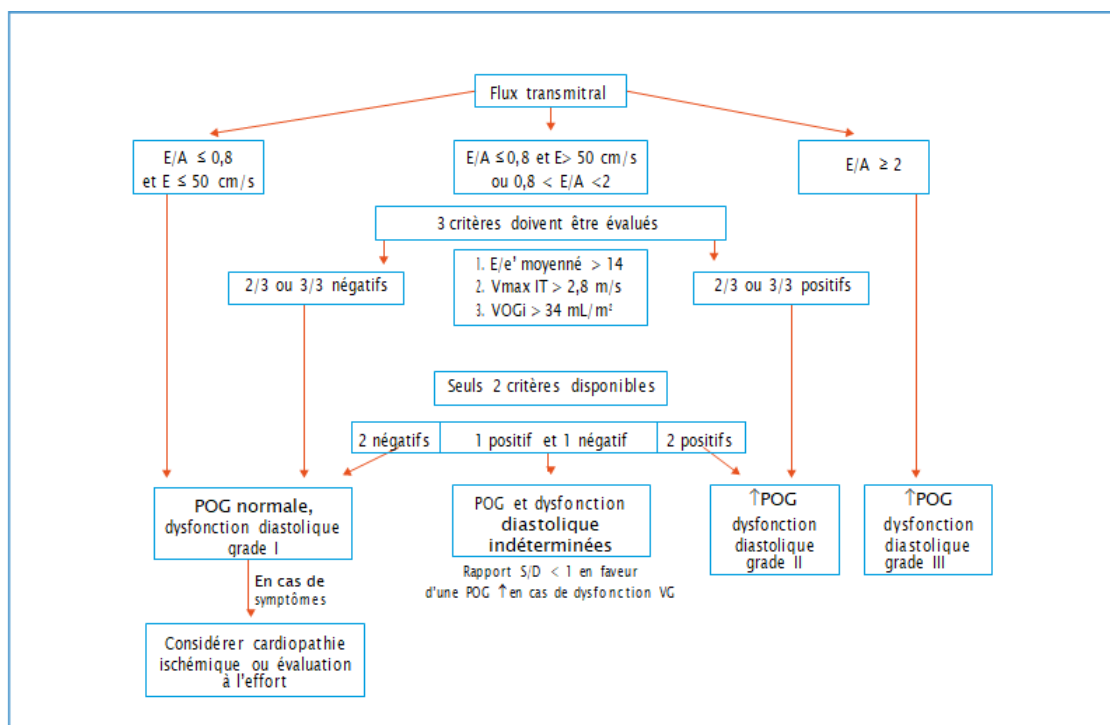 Flux transmitral
E/A ≤ 0,8
et E ≤ 50 cm/s
E/A ≤ 0,8 et E> 50 cm/s
ou 0,8 < E/A <2
E/A ≥ 2
3 critères doivent être évalués
1. E/e' moyenné > 14
2. Vmax IT > 2,8 m/s
3. VOGi > 34 mL/m²
2/3 ou 3/3 négatifs
2/3 ou 3/3 positifs
Seuls 2 critères disponibles
2 négatifs
1 positif et 1 négatif
2 positifs
POG normale,
dysfonction diastolique
grade I
POG et dysfonction
diastolique
indéterminées
Rapport S/D < 1 en faveur
d'une POG ↑ en cas de dysfonction VG
↑POG
dysfonction
diastolique
grade II
↑POG
dysfonction
diastolique
grade III
En cas de
symptômes
Considérer cardiopathie
ischémique ou évaluation
à l'effort